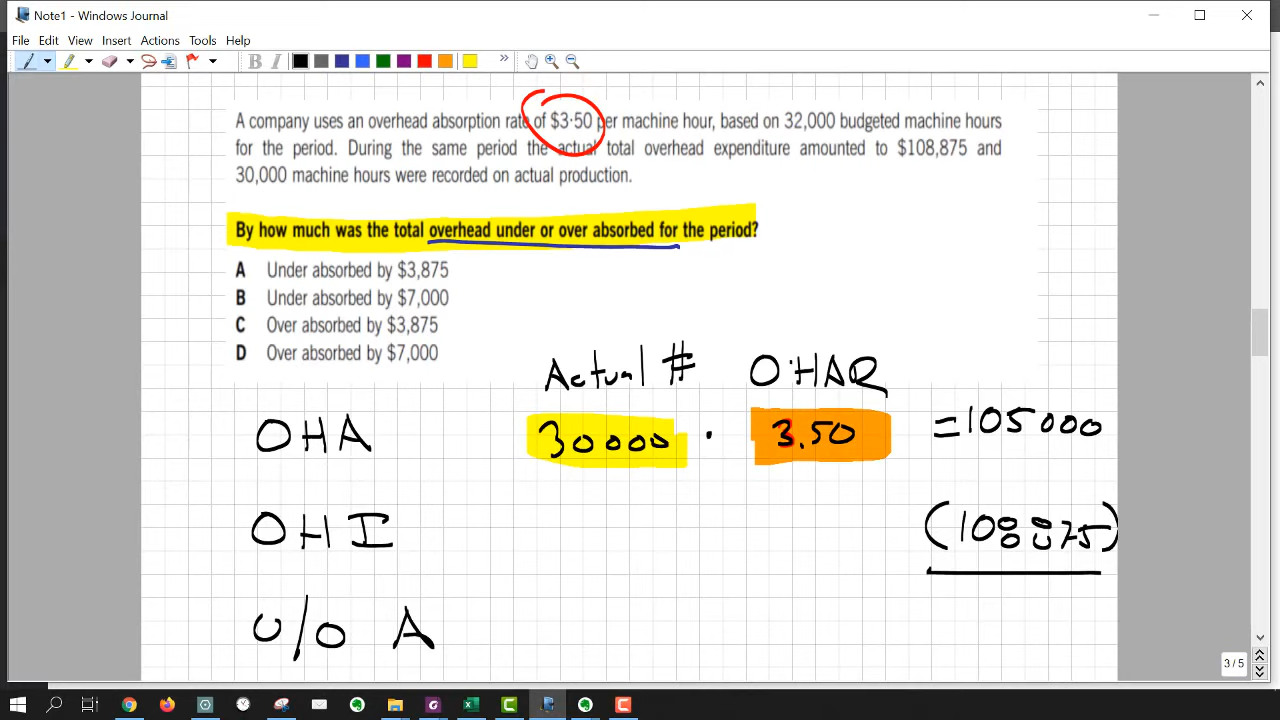 Note1 - Windows Journal
File Edit View Insert Actions Tools Help
B I »
A company uses an overhead absorption rate of $3·50 per machine hour, based on 32,000 budgeted machine hours
for the period. During the same period the actual total overhead expenditure amounted to $108,875 and
30,000 machine hours were recorded on actual production.
By how much was the total overhead under or over absorbed for the period?
A Under absorbed by $3,875
B Under absorbed by $7,000
C Over absorbed by $3,875
D Over absorbed by $7,000
Actual # OHAR
OHA 30000 · 3.50 =105000
OHI (108875)
U/O A
3 / 5